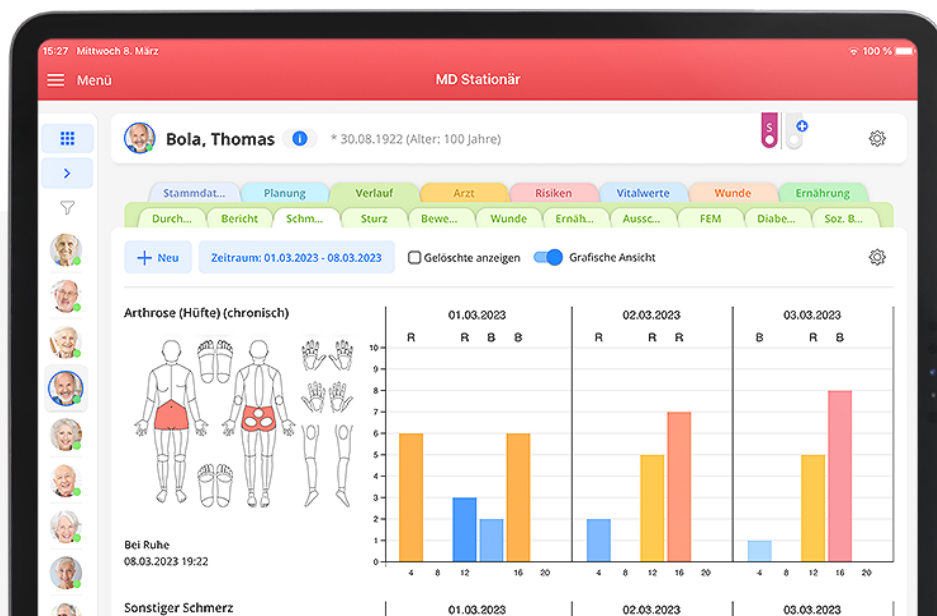 15:27 Mittwoch 8. März 100 %
Menü MD Stationär
Bola, Thomas i * 30.08.1922 (Alter: 100 Jahre) S
Stammdat... Planung Verlauf Arzt Risiken Vitalwerte Wunde Ernährung
Durch... Bericht Schm... Sturz Bewe... Wunde Ernäh... Aussc... FEM Diabe... Soz. B...
+ Neu Zeitraum: 01.03.2023 - 08.03.2023 Gelöschte anzeigen Grafische Ansicht
Arthrose (Hüfte) (chronisch)
01.03.2023 02.03.2023 03.03.2023
R R B B R R R B R B
10
9
8
7
6
5
4
3
2
1
0
4 8 12 16 20 4 8 12 16 20 4 8 12 16 20
Bei Ruhe
08.03.2023 19:22
Sonstiger Schmerz 01.03.2023 02.03.2023 03.03.2023